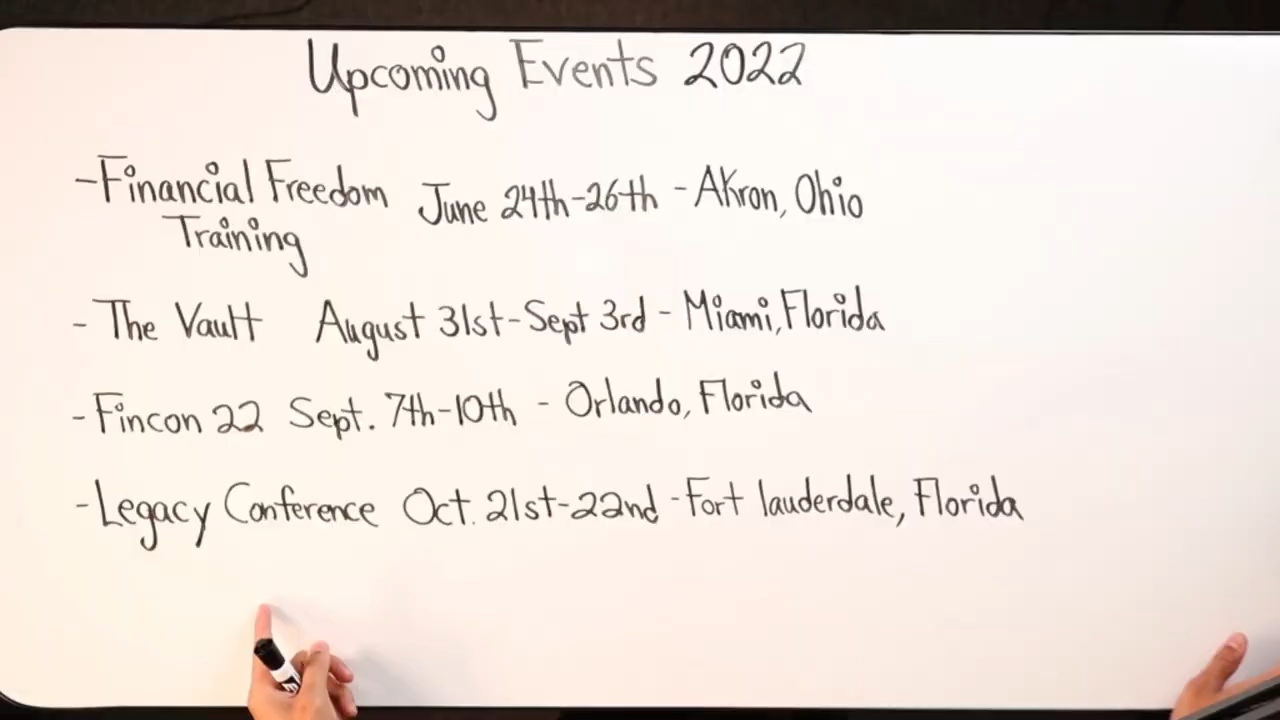 Upcoming Events 2022
-Financial Freedom June 24th-26th - Akron, Ohio
Training
- The Vault August 31st-Sept 3rd - Miami, Florida
- Fincon 22 Sept. 7th-10th - Orlando, Florida
-Legacy Conference Oct. 21st-22nd -Fort lauderdale, Florida